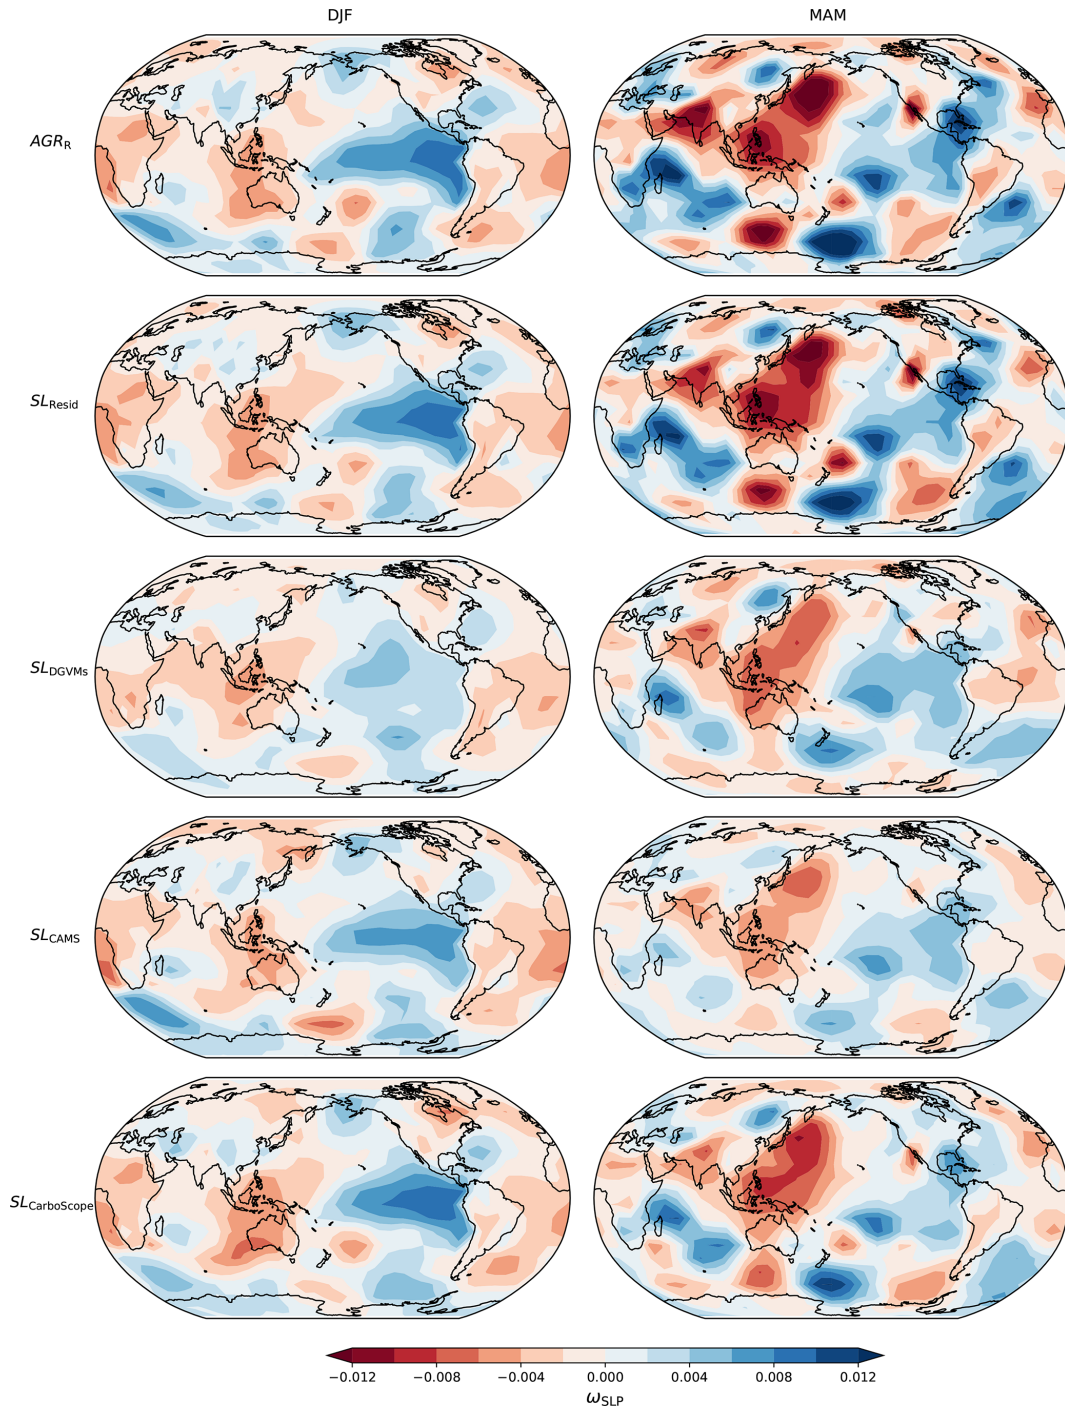 DJF MAM
AGR_R
SL_Resid
SL_DGVMs
SL_CAMS
SL_CarboScope
−0.012 −0.008 −0.004 0.000 0.004 0.008 0.012
ω_SLP